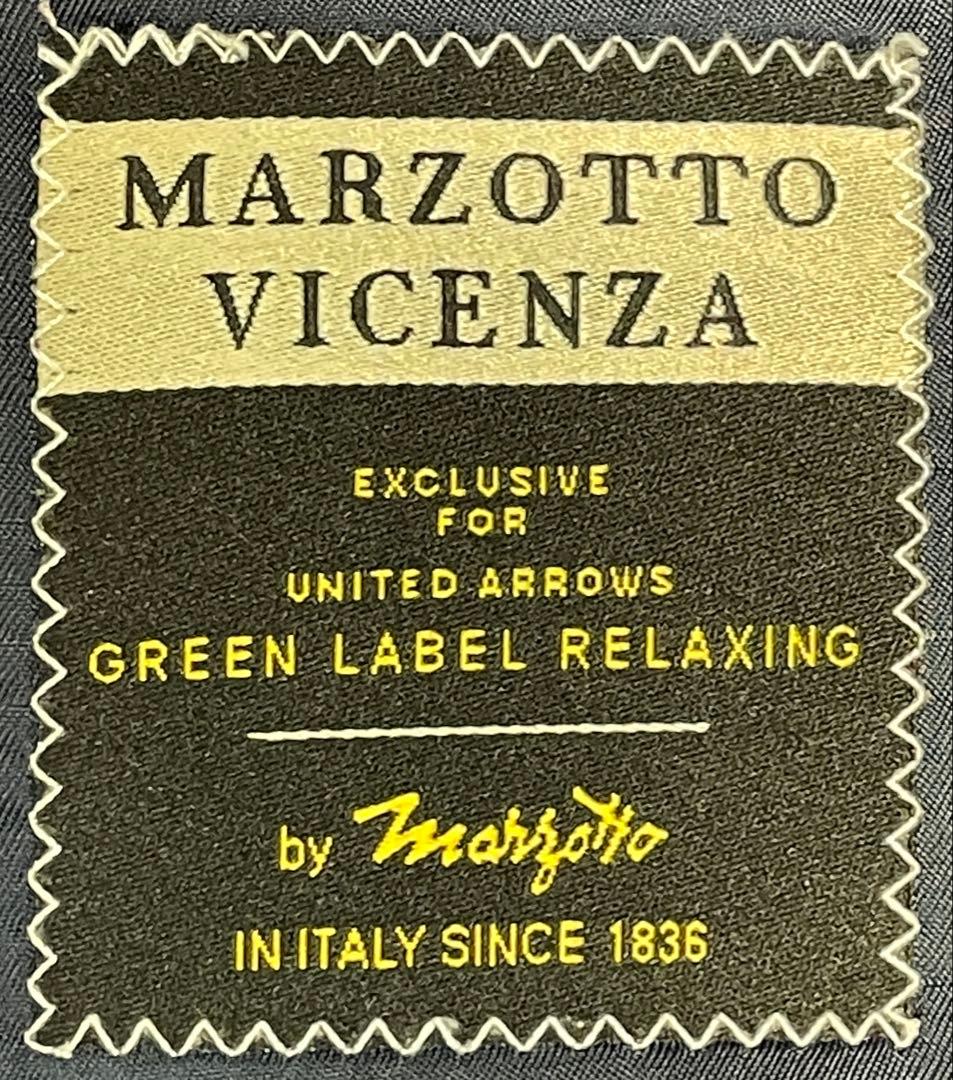 MARZOTTO
VICENZA
EXCLUSIVE
FOR
UNITED ARROWS
GREEN LABEL RELAXING
by Marzotto
IN ITALY SINCE 1836